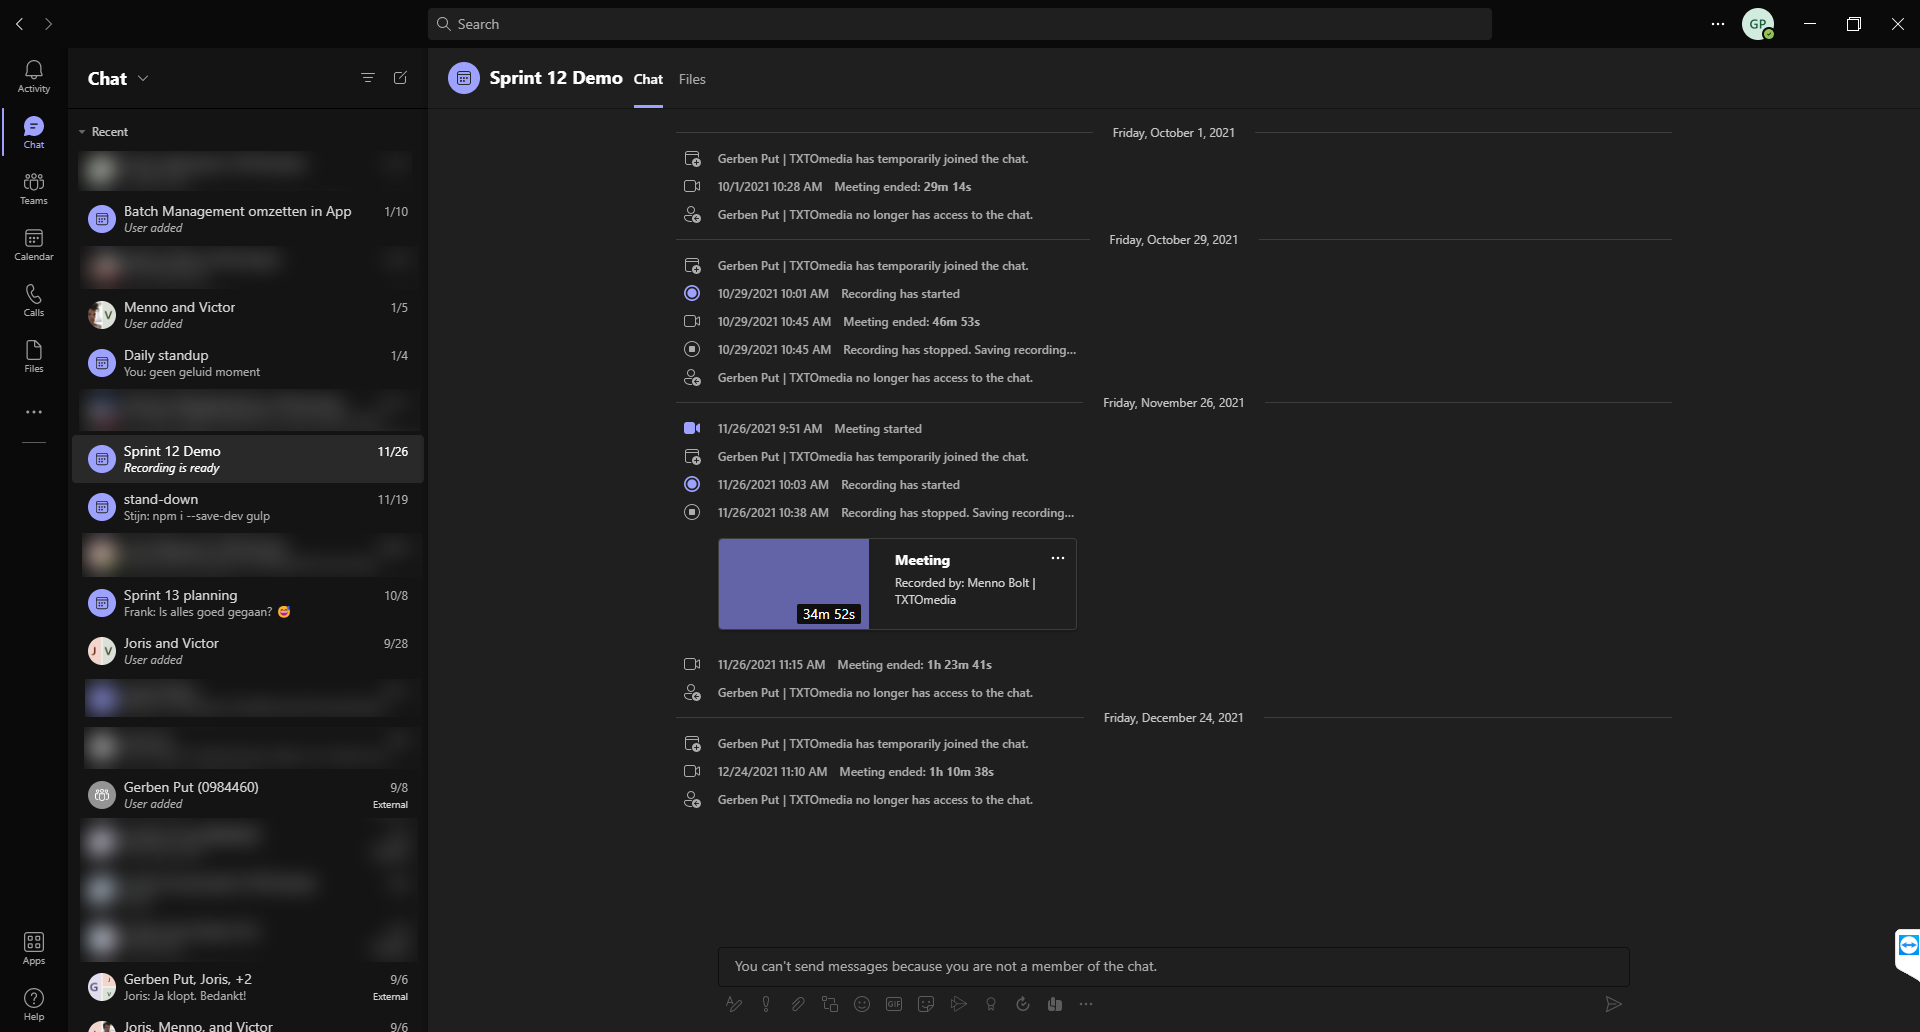 Search
GP
Activity
Chat
Teams
Calendar
Calls
Files
Apps
Help
Chat
Recent
Batch Management omzetten in App 1/10
User added
Menno and Victor 1/5
User added
V
Daily standup 1/4
You: geen geluid moment
Sprint 12 Demo 11/26
Recording is ready
stand-down 11/19
Stijn: npm i --save-dev gulp
Sprint 13 planning 10/8
Frank: Is alles goed gegaan? 😅
Joris and Victor 9/28
User added
J V
Gerben Put (0984460) 9/8
User added External
Gerben Put, Joris, +2 9/6
Joris: Ja klopt. Bedankt! External
G J V
Joris, Menno, and Victor 9/6
Sprint 12 Demo Chat Files
Friday, October 1, 2021
Gerben Put | TXTOmedia has temporarily joined the chat.
10/1/2021 10:28 AM Meeting ended: 29m 14s
Gerben Put | TXTOmedia no longer has access to the chat.
Friday, October 29, 2021
Gerben Put | TXTOmedia has temporarily joined the chat.
10/29/2021 10:01 AM Recording has started
10/29/2021 10:45 AM Meeting ended: 46m 53s
10/29/2021 10:45 AM Recording has stopped. Saving recording...
Gerben Put | TXTOmedia no longer has access to the chat.
Friday, November 26, 2021
11/26/2021 9:51 AM Meeting started
Gerben Put | TXTOmedia has temporarily joined the chat.
11/26/2021 10:03 AM Recording has started
11/26/2021 10:38 AM Recording has stopped. Saving recording...
Meeting
Recorded by: Menno Bolt |
TXTOmedia
34m 52s
11/26/2021 11:15 AM Meeting ended: 1h 23m 41s
Gerben Put | TXTOmedia no longer has access to the chat.
Friday, December 24, 2021
Gerben Put | TXTOmedia has temporarily joined the chat.
12/24/2021 11:10 AM Meeting ended: 1h 10m 38s
Gerben Put | TXTOmedia no longer has access to the chat.
You can't send messages because you are not a member of the chat.
GIF